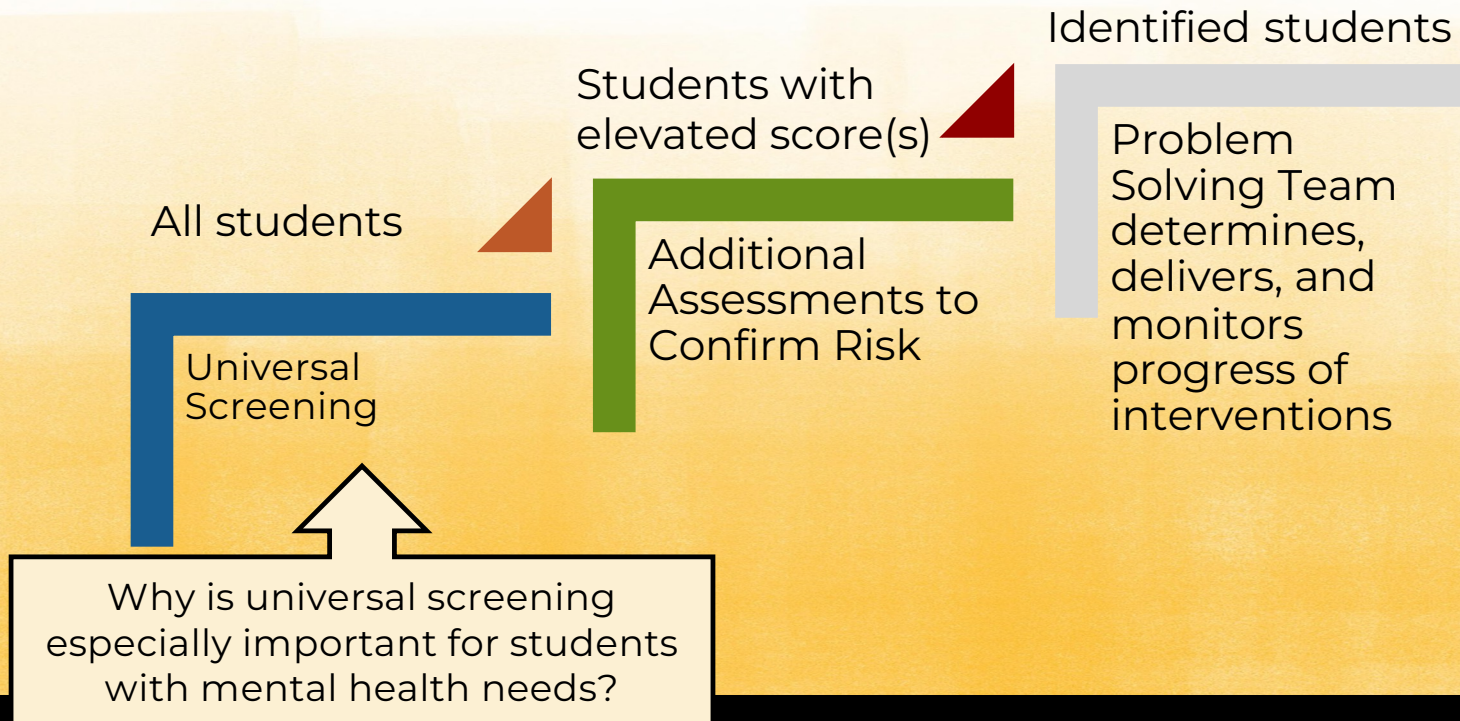 All students
Universal
Screening
Why is universal screening
especially important for students
with mental health needs?
Students with
elevated score(s)
Additional
Assessments to
Confirm Risk
Identified students
Problem
Solving Team
determines,
delivers, and
monitors
progress of
interventions